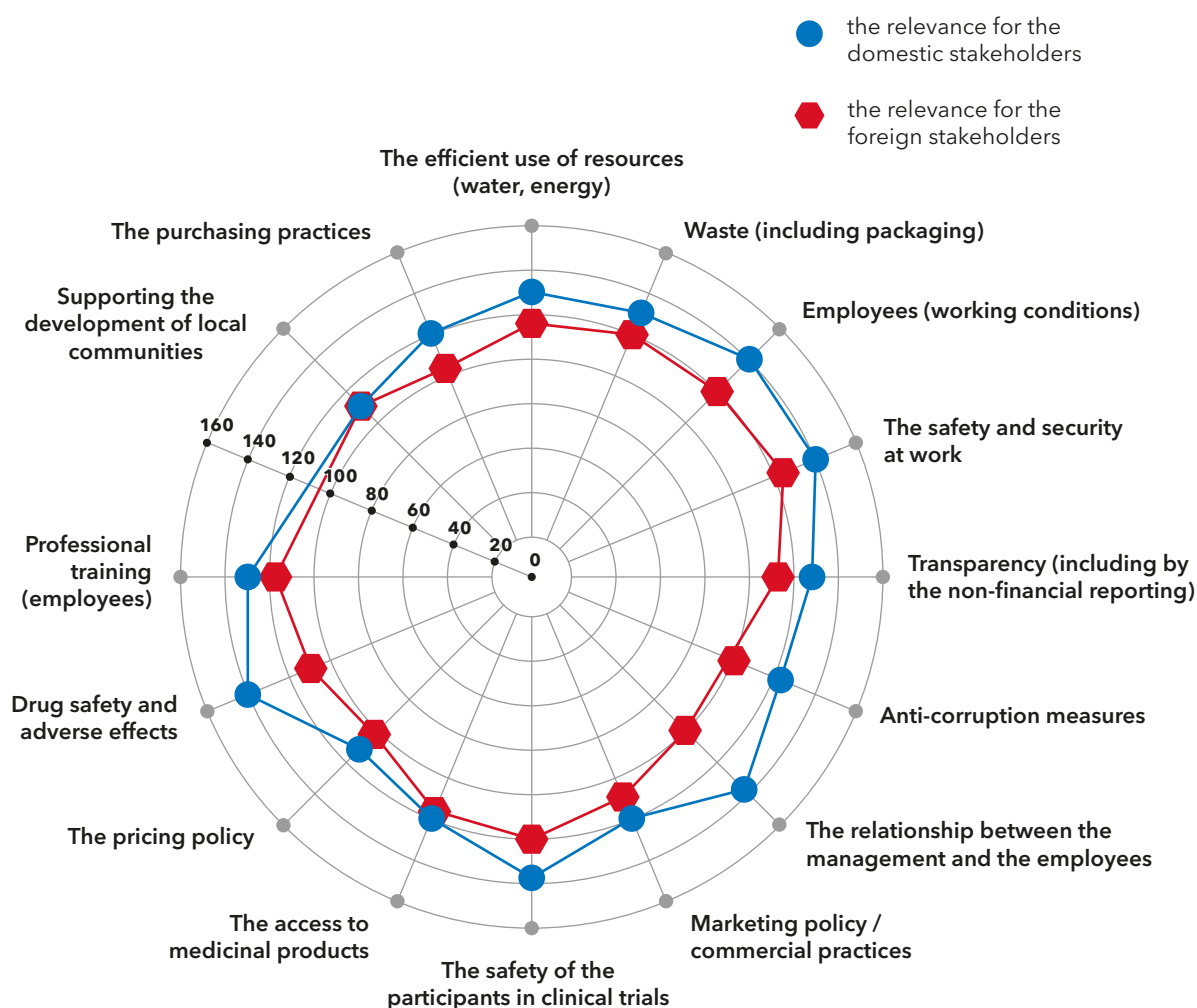 the relevance for the
domestic stakeholders
the relevance for the
foreign stakeholders
The efficient use of resources
(water, energy)
Waste (including packaging)
Employees (working conditions)
The safety and security
at work
Transparency (including by
the non-financial reporting)
Anti-corruption measures
The relationship between the
management and the employees
Marketing policy /
commercial practices
The safety of the
participants in clinical trials
The access to
medicinal products
The pricing policy
Drug safety and
adverse effects
Professional
training
(employees)
Supporting the
development of local
communities
The purchasing practices
160
140
120
100
80
60
40
20
0